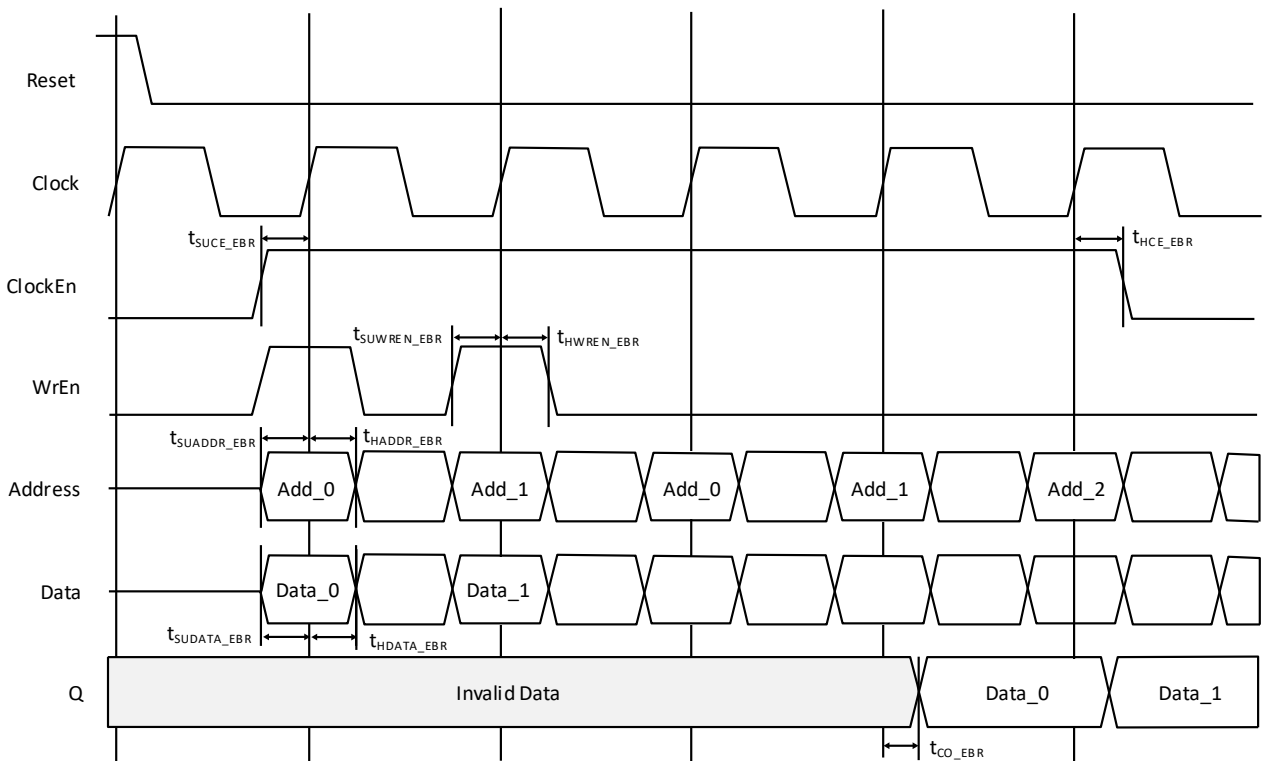 Reset
Clock
tSUCE_EBR
tHCE_EBR
ClockEn
tSUWREN_EBR
tHWREN_EBR
WrEn
tSUADDR_EBR
tHADDR_EBR
Address
Add_0
Add_1
Add_0
Add_1
Add_2
Data
Data_0
Data_1
tSUDATA_EBR
tHDATA_EBR
Q
Invalid Data
Data_0
Data_1
tCO_EBR